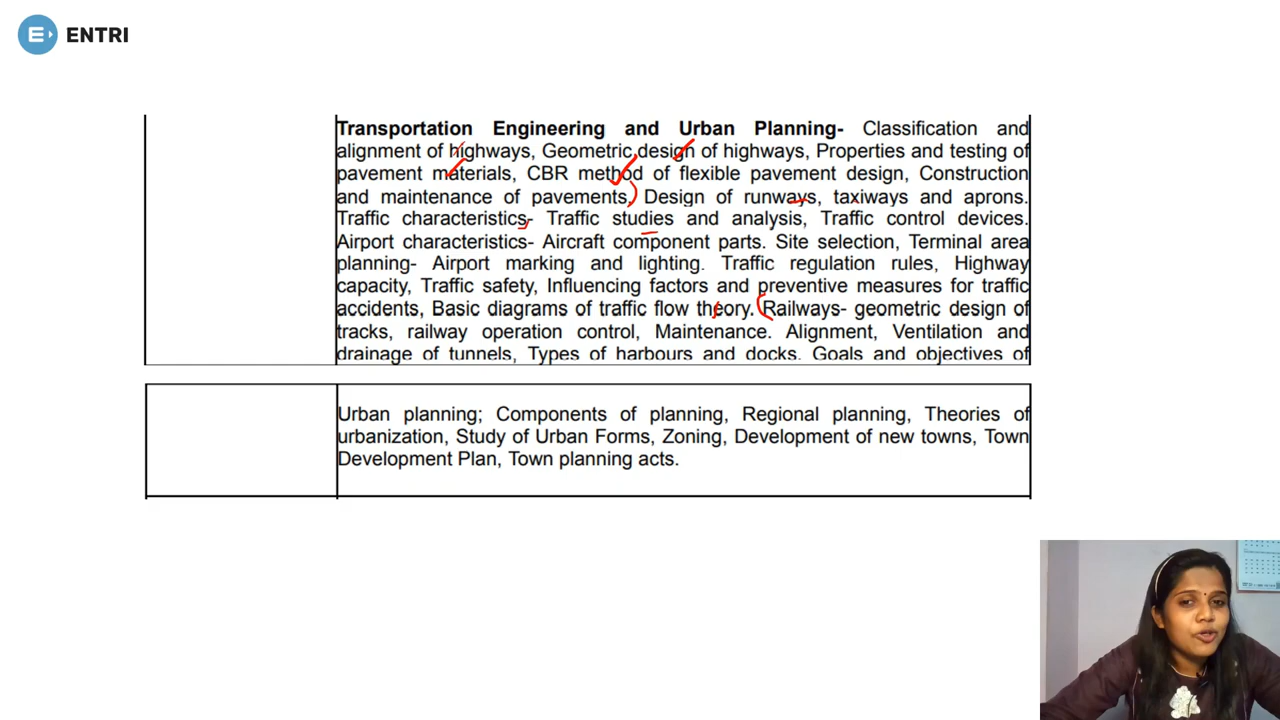 ENTRI
Transportation Engineering and Urban Planning- Classification and
alignment of highways, Geometric design of highways, Properties and testing of
pavement materials, CBR method of flexible pavement design, Construction
and maintenance of pavements, Design of runways, taxiways and aprons.
Traffic characteristics- Traffic studies and analysis, Traffic control devices.
Airport characteristics- Aircraft component parts. Site selection, Terminal area
planning- Airport marking and lighting. Traffic regulation rules, Highway
capacity, Traffic safety, Influencing factors and preventive measures for traffic
accidents, Basic diagrams of traffic flow theory. Railways- geometric design of
tracks, railway operation control, Maintenance. Alignment, Ventilation and
drainage of tunnels, Types of harbours and docks. Goals and objectives of
Urban planning; Components of planning, Regional planning, Theories of
urbanization, Study of Urban Forms, Zoning, Development of new towns, Town
Development Plan, Town planning acts.